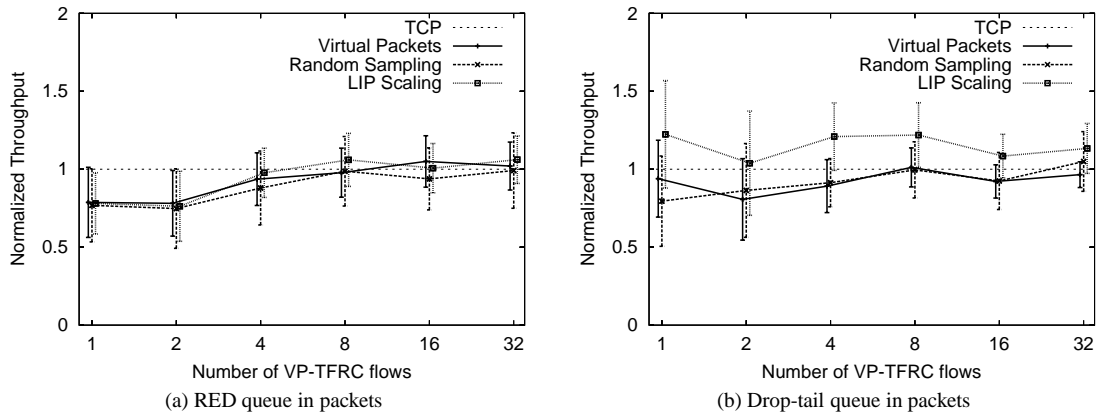 2
1.5
1
0.5
0
Normalized Throughput
TCP
Virtual Packets
Random Sampling
LIP Scaling
1 2 4 8 16 32
Number of VP-TFRC flows
(a) RED queue in packets
2
1.5
1
0.5
0
Normalized Throughput
TCP
Virtual Packets
Random Sampling
LIP Scaling
1 2 4 8 16 32
Number of VP-TFRC flows
(b) Drop-tail queue in packets